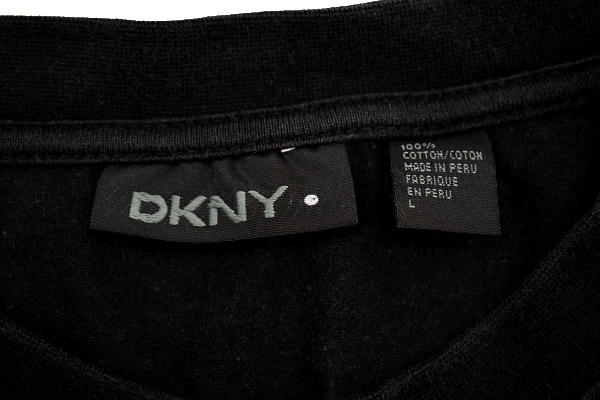 DKNY
100%
COTTON/COTON
MADE IN PERU
FABRIQUE
EN PERU
L